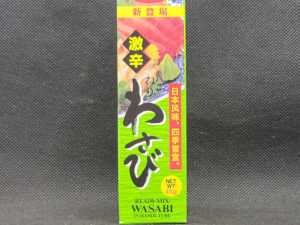 新登場
激辛
わさび
日本风味、四季皆宜。
NET
WT
READY-MIX
WASABI
IN HANDY-TUBE